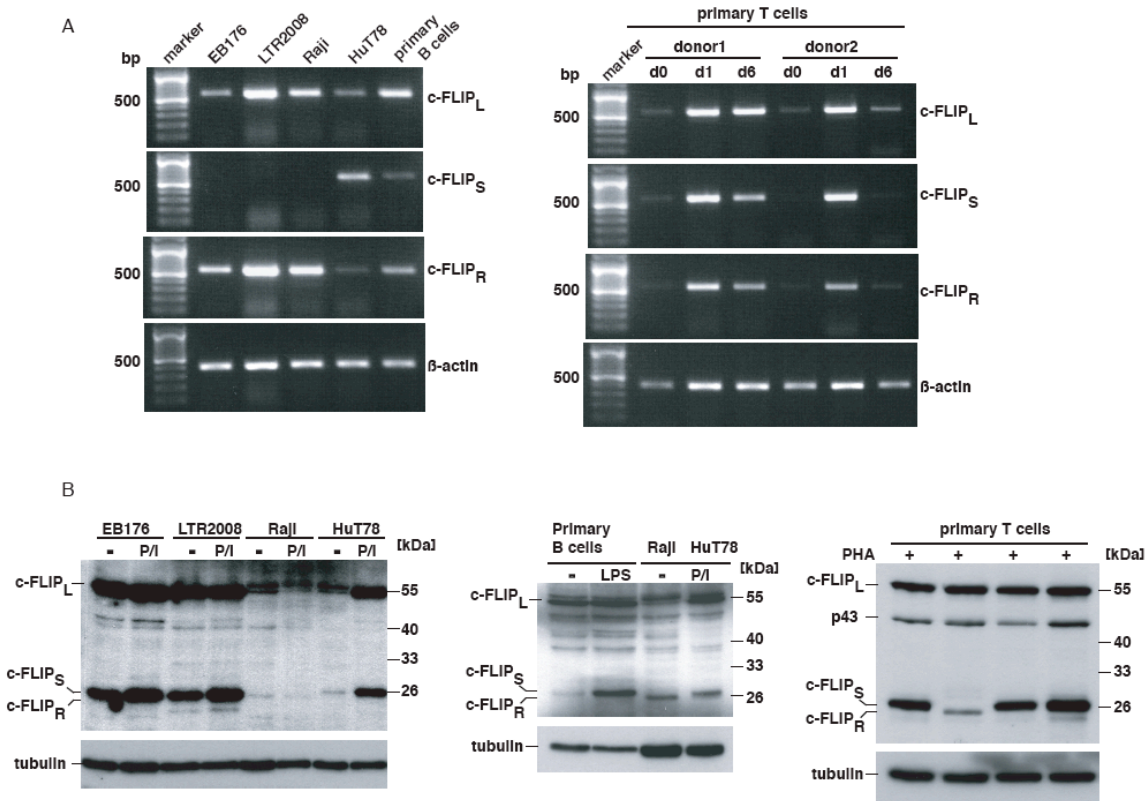 A
marker EB176 LTR2008 Raji HuT78 primary B cells
bp
500 c-FLIPL
500 c-FLIPS
500 c-FLIPR
500 ß-actin
primary T cells
donor1 donor2
bp marker d0 d1 d6 d0 d1 d6
500 c-FLIPL
500 c-FLIPS
500 c-FLIPR
500 ß-actin
B
EB176 LTR2008 Raji HuT78
- P/I - P/I - P/I - P/I [kDa]
c-FLIPL 55
40
33
c-FLIPS 26
c-FLIPR
tubulin
Primary
B cells Raji HuT78
- LPS - P/I [kDa]
c-FLIPL 55
40
33
c-FLIPS
26
c-FLIPR
tubulin
primary T cells
PHA + + + + [kDa]
c-FLIPL 55
p43
40
33
c-FLIPS
26
c-FLIPR
tubulin